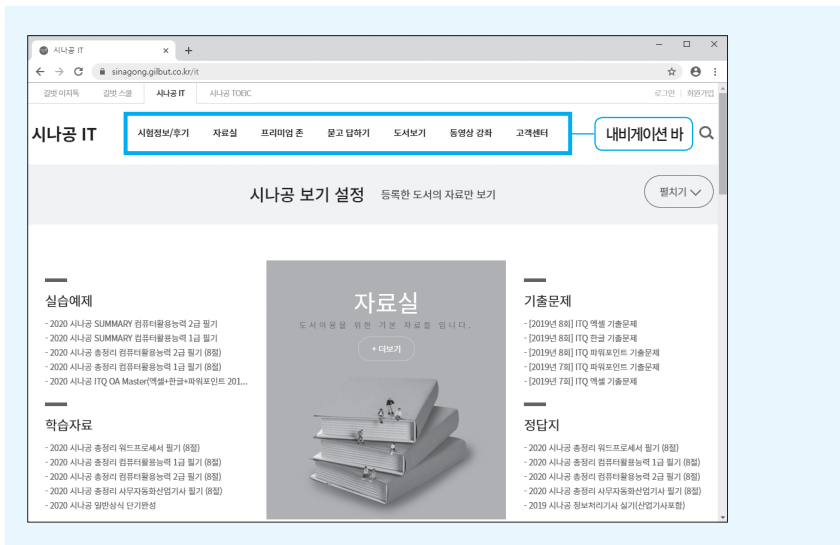 시나공 IT
sinagong.gilbut.co.kr/it
길벗 이지톡 길벗 스쿨 시나공 IT 시나공 TOEIC 로그인 회원가입
시나공 IT 시험정보/후기 자료실 프리미엄 존 묻고 답하기 도서보기 동영상 강좌 고객센터 내비게이션 바
시나공 보기 설정 등록한 도서의 자료만 보기 펼치기
실습예제
- 2020 시나공 SUMMARY 컴퓨터활용능력 2급 필기
- 2020 시나공 SUMMARY 컴퓨터활용능력 1급 필기
- 2020 시나공 총정리 컴퓨터활용능력 2급 필기 (8절)
- 2020 시나공 총정리 컴퓨터활용능력 1급 필기 (8절)
- 2020 시나공 ITQ OA Master(엑셀+한글+파워포인트 201...
학습자료
- 2020 시나공 총정리 워드프로세서 필기 (8절)
- 2020 시나공 총정리 컴퓨터활용능력 1급 필기 (8절)
- 2020 시나공 총정리 컴퓨터활용능력 2급 필기 (8절)
- 2020 시나공 총정리 사무자동화산업기사 필기 (8절)
- 2020 시나공 일반상식 단기완성
자료실
도서이용을 위한 기본 자료들 입니다.
+ 더보기
기출문제
- [2019년 8회] ITQ 엑셀 기출문제
- [2019년 8회] ITQ 한글 기출문제
- [2019년 8회] ITQ 파워포인트 기출문제
- [2019년 7회] ITQ 파워포인트 기출문제
- [2019년 7회] ITQ 엑셀 기출문제
정답지
- 2020 시나공 총정리 워드프로세서 필기 (8절)
- 2020 시나공 총정리 컴퓨터활용능력 1급 필기 (8절)
- 2020 시나공 총정리 컴퓨터활용능력 2급 필기 (8절)
- 2020 시나공 총정리 사무자동화산업기사 필기 (8절)
- 2019 시나공 정보처리기사 실기(산업기사포함)